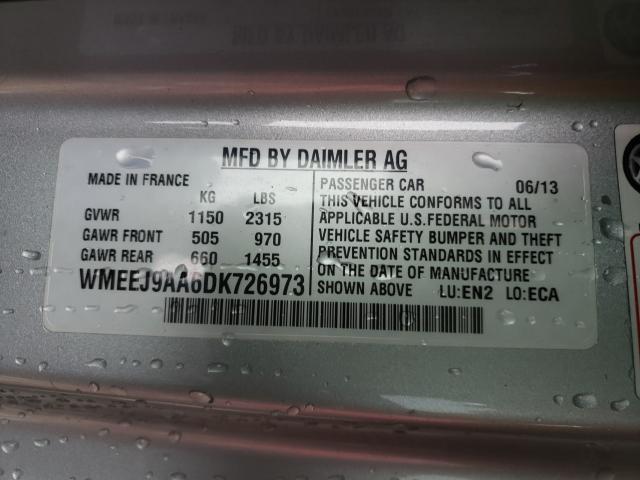 MFD BY DAIMLER AG
MADE IN FRANCE
KG LBS
GVWR 1150 2315
GAWR FRONT 505 970
GAWR REAR 660 1455
WMEEJ9AA6DK726973
PASSENGER CAR 06/13
THIS VEHICLE CONFORMS TO ALL
APPLICABLE U.S.FEDERAL MOTOR
VEHICLE SAFETY BUMPER AND THEFT
PREVENTION STANDARDS IN EFFECT
ON THE DATE OF MANUFACTURE
SHOWN ABOVE LU:EN2 LO:ECA